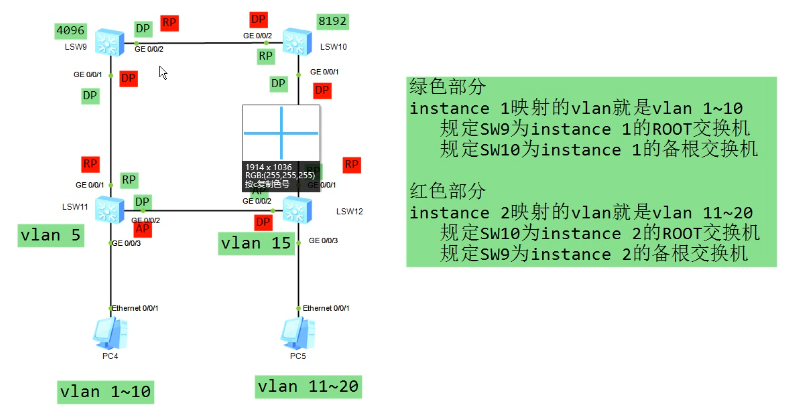 4096
DP
RP
DP
8192
LSW9
GE 0/0/2
GE 0/0/2
LSW10
RP
GE 0/0/1
DP
DP
GE 0/0/1
DP
DP
绿色部分
instance 1映射的vlan就是vlan 1~10
规定SW9为instance 1的ROOT交换机
规定SW10为instance 1的备根交换机
红色部分
instance 2映射的vlan就是vlan 11~20
规定SW10为instance 2的ROOT交换机
规定SW9为instance 2的备根交换机
1914 x 1036
RGB:(255,255,255)
按c复制色号
RP
RP
GE 0/0/1
RP
0/0/1
LSW11
DP
GE 0/0/2
AP
GE 0/0/2
DP
LSW12
vlan 5
GE 0/0/3
vlan 15
GE 0/0/3
Ethernet 0/0/1
Ethernet 0/0/1
PC4
PC5
vlan 1~10
vlan 11~20